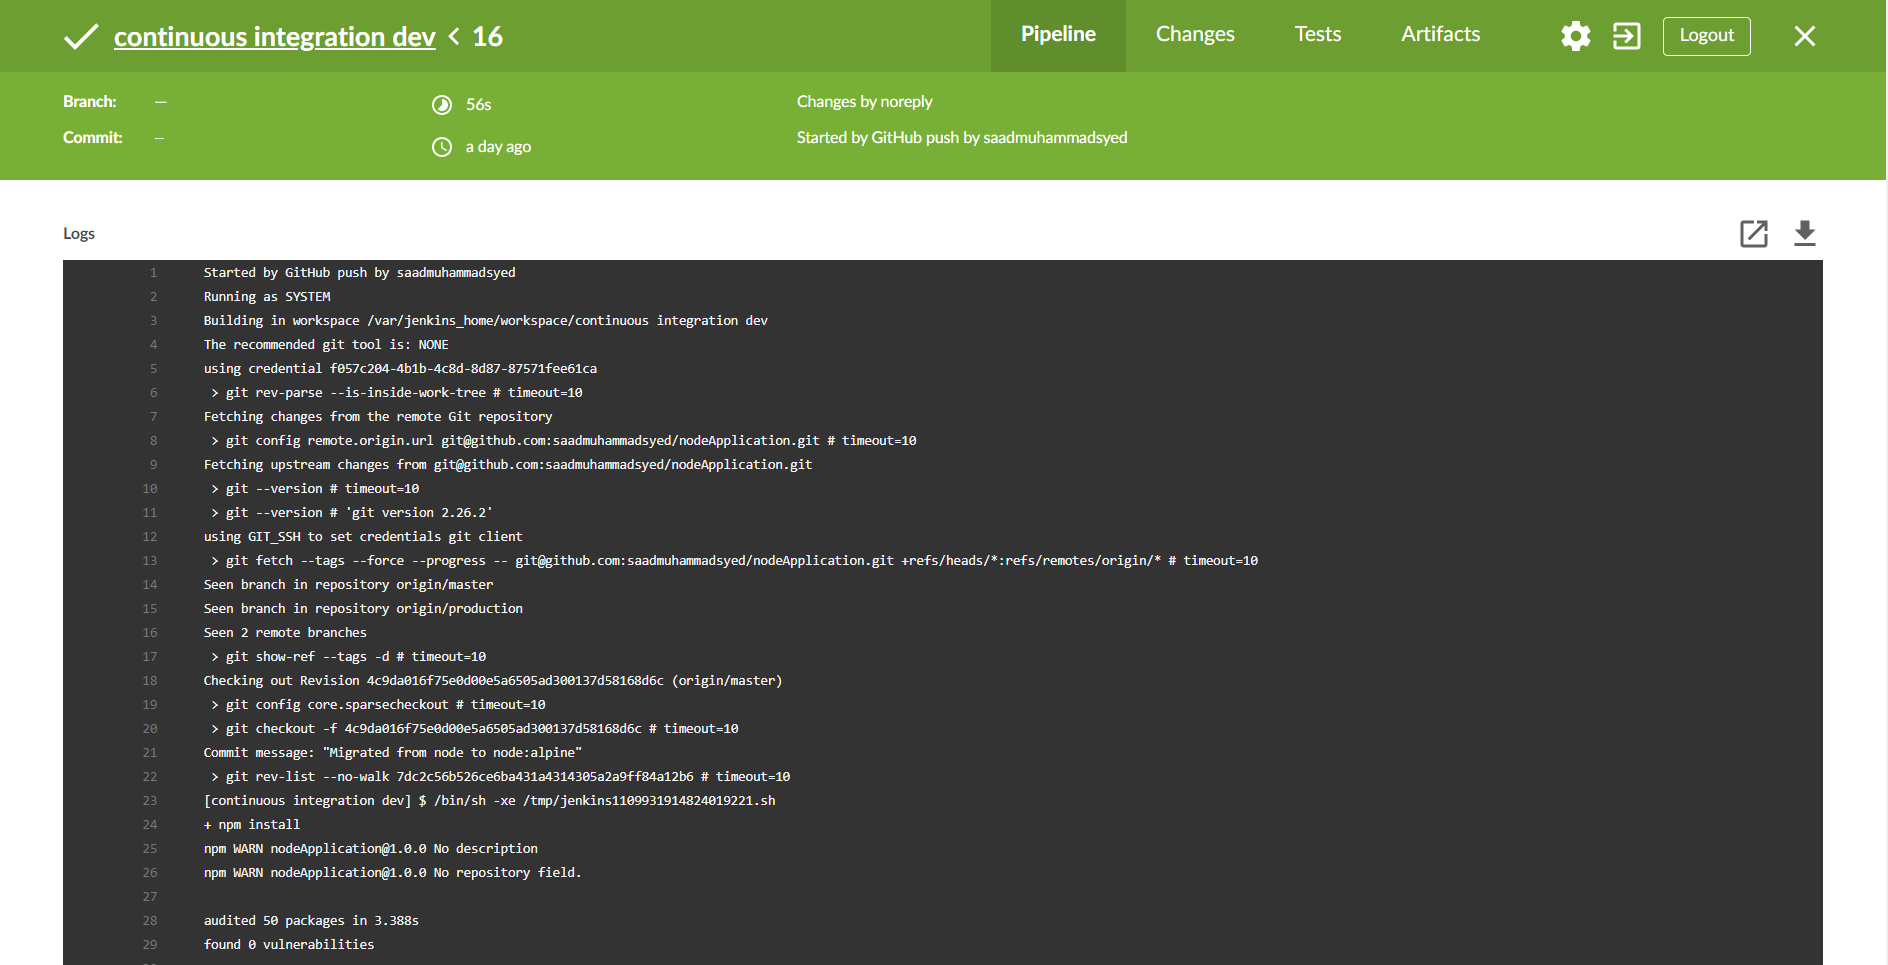 continuous integration dev < 16
Pipeline
Changes
Tests
Artifacts
Logout
Branch: —
Commit: –
56s
a day ago
Changes by noreply
Started by GitHub push by saadmuhammadsyed
Logs
1 Started by GitHub push by saadmuhammadsyed
2 Running as SYSTEM
3 Building in workspace /var/jenkins_home/workspace/continuous integration dev
4 The recommended git tool is: NONE
5 using credential f057c204-4b1b-4c8d-8d87-87571fee61ca
6 > git rev-parse --is-inside-work-tree # timeout=10
7 Fetching changes from the remote Git repository
8 > git config remote.origin.url git@github.com:saadmuhammadsyed/nodeApplication.git # timeout=10
9 Fetching upstream changes from git@github.com:saadmuhammadsyed/nodeApplication.git
10 > git --version # timeout=10
11 > git --version # 'git version 2.26.2'
12 using GIT_SSH to set credentials git client
13 > git fetch --tags --force --progress -- git@github.com:saadmuhammadsyed/nodeApplication.git +refs/heads/*:refs/remotes/origin/* # timeout=10
14 Seen branch in repository origin/master
15 Seen branch in repository origin/production
16 Seen 2 remote branches
17 > git show-ref --tags -d # timeout=10
18 Checking out Revision 4c9da016f75e0d00e5a6505ad300137d58168d6c (origin/master)
19 > git config core.sparsecheckout # timeout=10
20 > git checkout -f 4c9da016f75e0d00e5a6505ad300137d58168d6c # timeout=10
21 Commit message: "Migrated from node to node:alpine"
22 > git rev-list --no-walk 7dc2c56b526ce6ba431a4314305a2a9ff84a12b6 # timeout=10
23 [continuous integration dev] $ /bin/sh -xe /tmp/jenkins1109931914824019221.sh
24 + npm install
25 npm WARN nodeApplication@1.0.0 No description
26 npm WARN nodeApplication@1.0.0 No repository field.
27
28 audited 50 packages in 3.388s
29 found 0 vulnerabilities